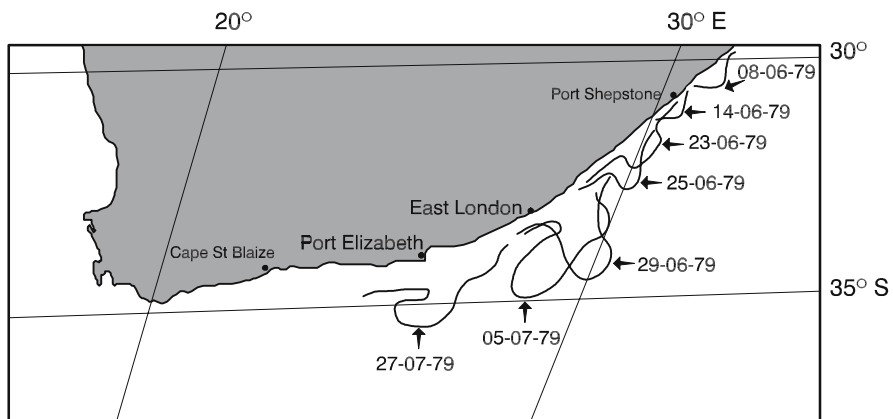 20° 30° E
30°
08-06-79
Port Shepstone
14-06-79
23-06-79
25-06-79
East London
Port Elizabeth
Cape St Blaize
29-06-79
35° S
05-07-79
27-07-79